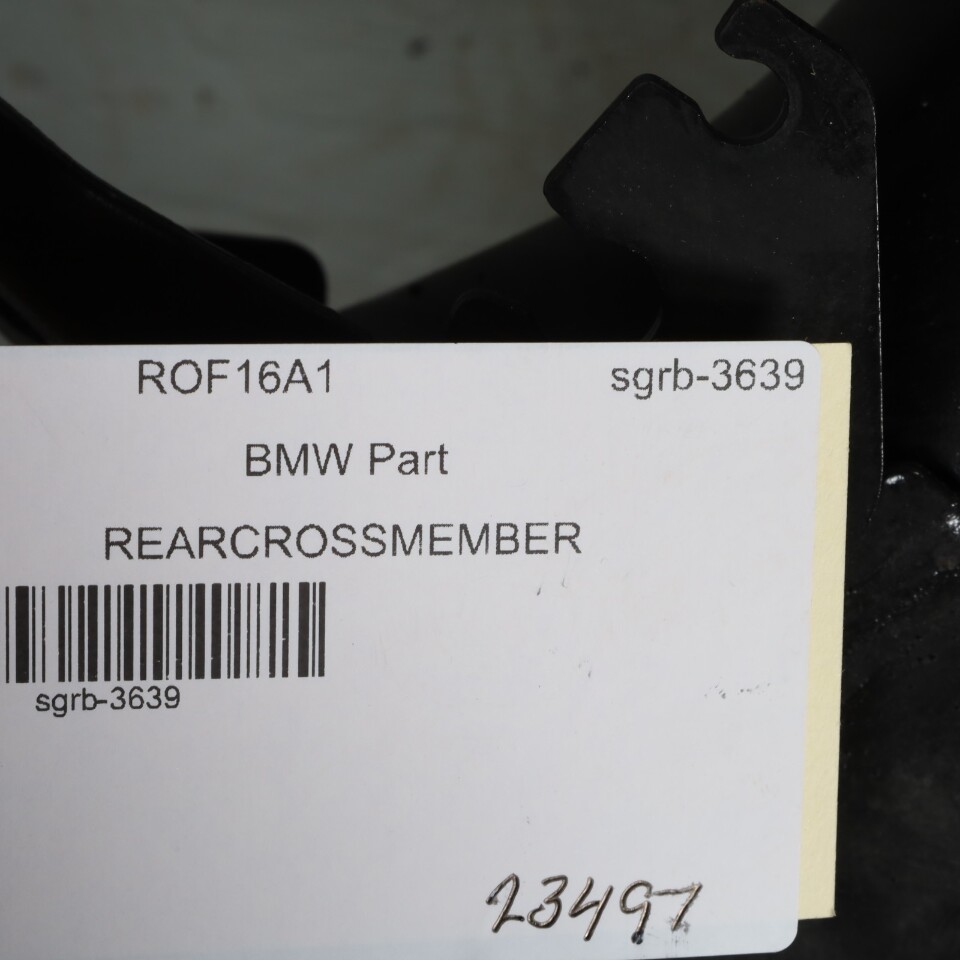 ROF16A1 sgrb-3639
BMW Part
REARCROSSMEMBER
sgrb-3639
23497